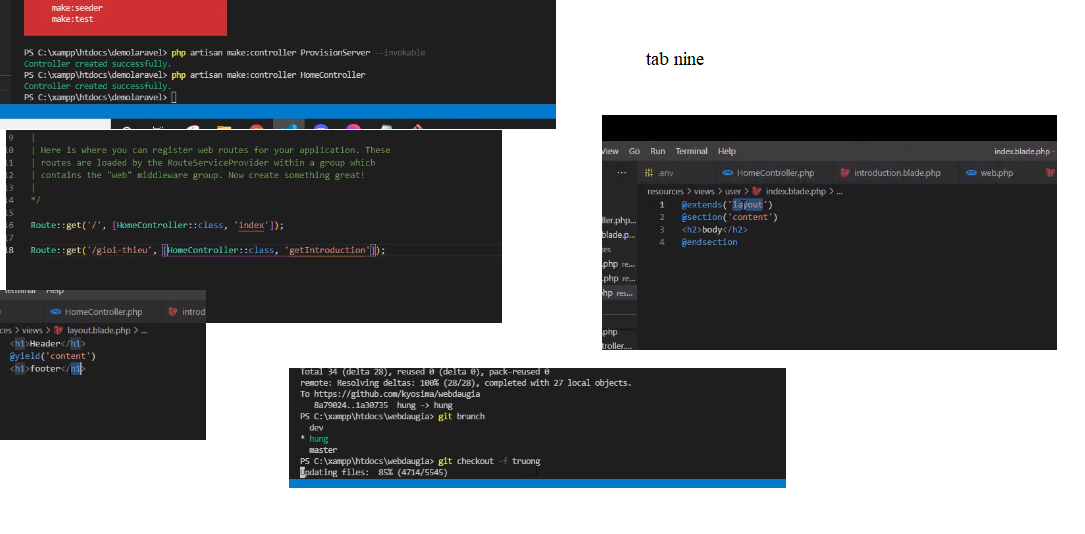 make:seeder
make:test
PS C:\xampp\htdocs\demolaravel> php artisan make:controller ProvisionServer --invokable
Controller created successfully.
PS C:\xampp\htdocs\demolaravel> php artisan make:controller HomeController
Controller created successfully.
PS C:\xampp\htdocs\demolaravel>
tab nine
9 |
10 | Here is where you can register web routes for your application. These
11 | routes are loaded by the RouteServiceProvider within a group which
12 | contains the "web" middleware group. Now create something great!
13 |
14 */
15
16 Route::get('/', [HomeController::class, 'index']);
17
18 Route::get('/gioi-thieu', [HomeController::class, 'getIntroduction']);
View Go Run Terminal Help index.blade.php -
... .env HomeController.php introduction.blade.php web.php
resources > views > user > index.blade.php > ...
1 @extends('layout')
2 @section('content')
3 <h2>body</h2>
4 @endsection
ller.php...
blade.p...
.php re...
.php re...
hp res...
.php
troller....
Terminal Help
HomeController.php introd
ces > views > layout.blade.php > ...
<h1>Header</h1>
@yield('content')
<h1>footer</h1>
Total 34 (delta 28), reused 0 (delta 0), pack-reused 0
remote: Resolving deltas: 100% (28/28), completed with 27 local objects.
To https://github.com/kyosima/webdaugia
8a79024..1a30735 hung -> hung
PS C:\xampp\htdocs\webdaugia> git branch
dev
* hung
master
PS C:\xampp\htdocs\webdaugia> git checkout -f truong
Updating files: 85% (4714/5545)